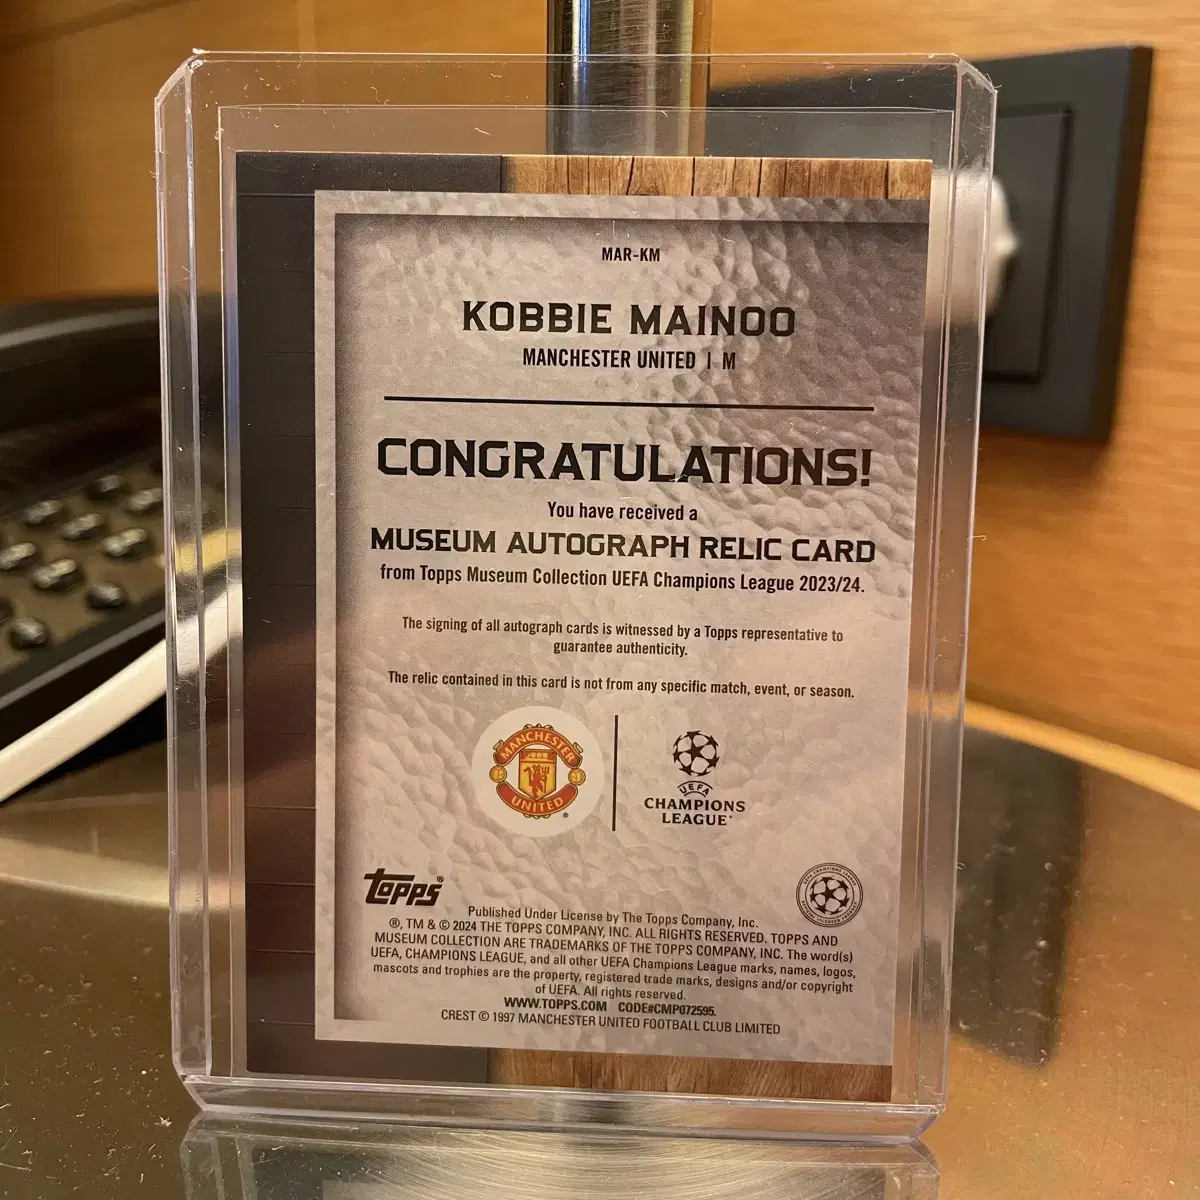 MAR-KM
KOBBIE MAINOO
MANCHESTER UNITED | M
CONGRATULATIONS!
You have received a
MUSEUM AUTOGRAPH RELIC CARD
from Topps Museum Collection UEFA Champions League 2023/24.
The signing of all autograph cards is witnessed by a Topps representative to
guarantee authenticity.
The relic contained in this card is not from any specific match, event, or season.
MANCHESTER
UNITED
®
UEFA
CHAMPIONS
LEAGUE®
Topps®
Published Under License by The Topps Company, Inc.
®, TM & © 2024 THE TOPPS COMPANY, INC. ALL RIGHTS RESERVED. TOPPS AND
MUSEUM COLLECTION ARE TRADEMARKS OF THE TOPPS COMPANY, INC. The word(s)
UEFA, CHAMPIONS LEAGUE, and all other UEFA Champions League marks, names, logos,
mascots and trophies are the property, registered trade marks, designs and/or copyright
of UEFA. All rights reserved.
WWW.TOPPS.COM CODE#CMP072595.
CREST © 1997 MANCHESTER UNITED FOOTBALL CLUB LIMITED